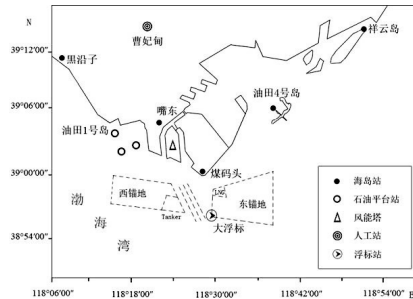 N
39°12′00″
39°06′00″
39°00′00″
38°54′00″
曹妃甸
黑沿子
祥云岛
嘴东
油田4号岛
油田1号岛
煤码头
西锚地
LNG
东锚地
Tanker
大浮标
渤
海
湾
海岛站
石油平台站
风能塔
人工站
浮标站
118°06′00″
118°18′00″
118°30′00″
118°42′00″
118°54′00″
E